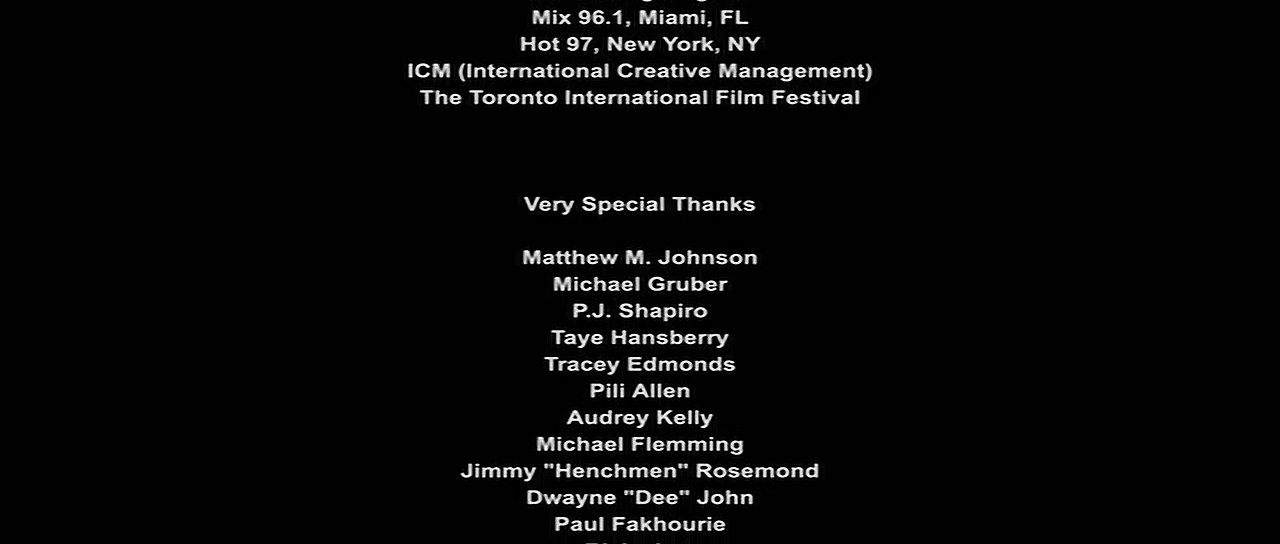 Mix 96.1, Miami, FL
Hot 97, New York, NY
ICM (International Creative Management)
The Toronto International Film Festival
Very Special Thanks
Matthew M. Johnson
Michael Gruber
P.J. Shapiro
Taye Hansberry
Tracey Edmonds
Pili Allen
Audrey Kelly
Michael Flemming
Jimmy "Henchmen" Rosemond
Dwayne "Dee" John
Paul Fakhourie